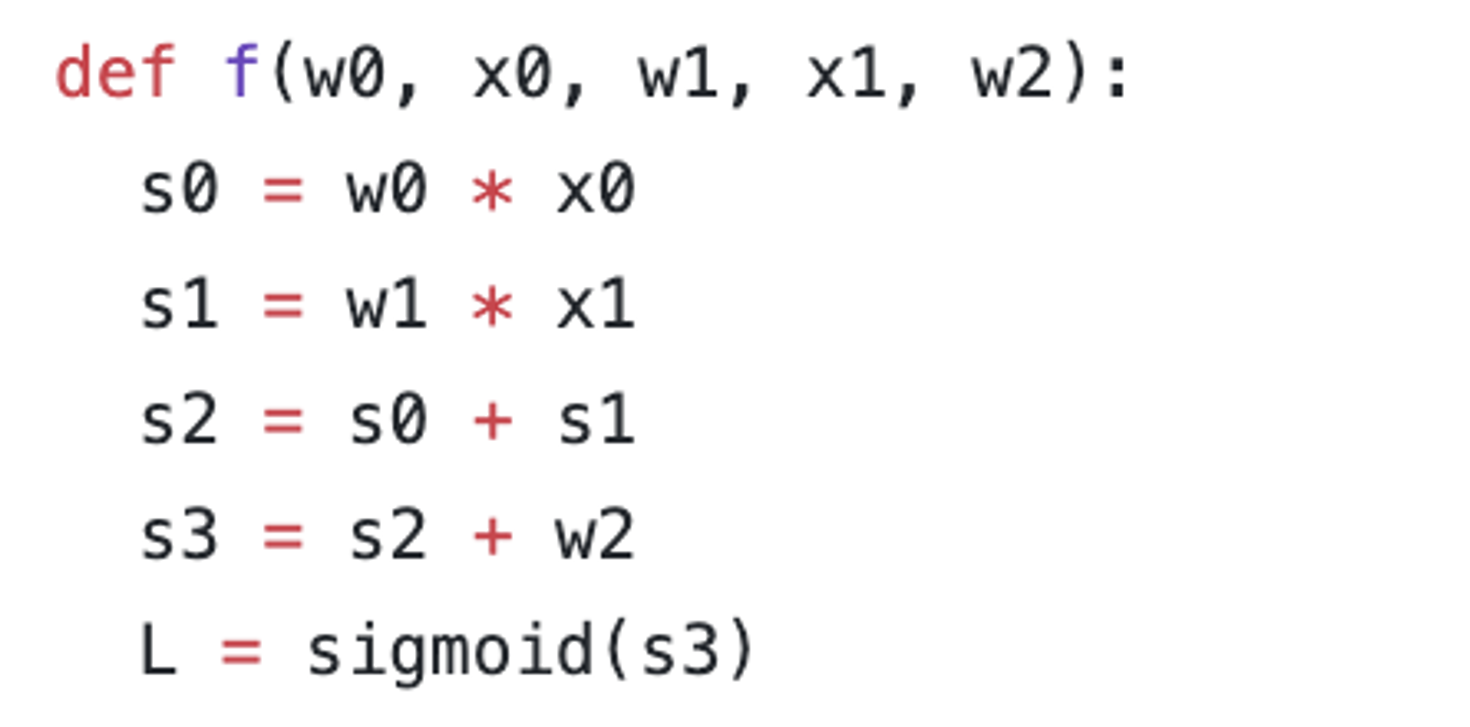 def f(w0, x0, w1, x1, w2):
  s0 = w0 * x0
  s1 = w1 * x1
  s2 = s0 + s1
  s3 = s2 + w2
  L = sigmoid(s3)